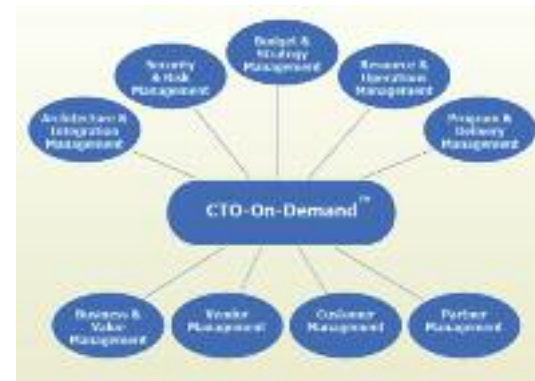 Budget &
Strategy
Management
Security
& Risk
Management
Resource &
Operations
Management
Architecture &
Integration
Management
Program &
Delivery
Management
CTO-On-Demand™
Business &
Value
Management
Vendor
Management
Customer
Management
Partner
Management